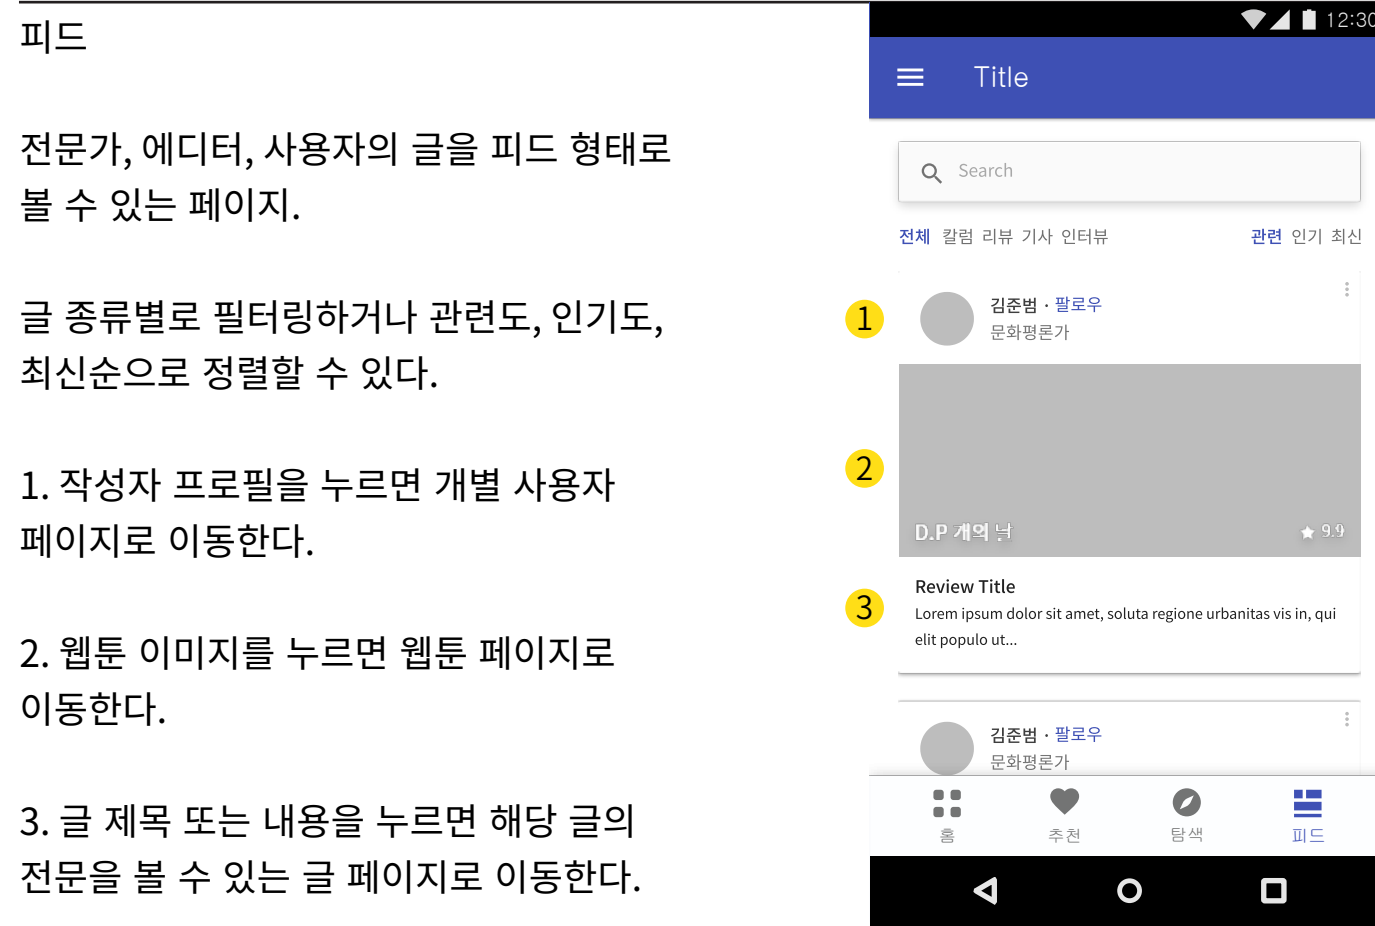 피드
전문가, 에디터, 사용자의 글을 피드 형태로
볼 수 있는 페이지.
글 종류별로 필터링하거나 관련도, 인기도,
최신순으로 정렬할 수 있다.
1. 작성자 프로필을 누르면 개별 사용자
페이지로 이동한다.
2. 웹툰 이미지를 누르면 웹툰 페이지로
이동한다.
3. 글 제목 또는 내용을 누르면 해당 글의
전문을 볼 수 있는 글 페이지로 이동한다.
12:30
Title
Search
전체 칼럼 리뷰 기사 인터뷰 관련 인기 최신
1
김준범 · 팔로우
문화평론가
2
D.P 개의 날 9.9
3
Review Title
Lorem ipsum dolor sit amet, soluta regione urbanitas vis in, qui
elit populo ut...
김준범 · 팔로우
문화평론가
홈 추천 탐색 피드